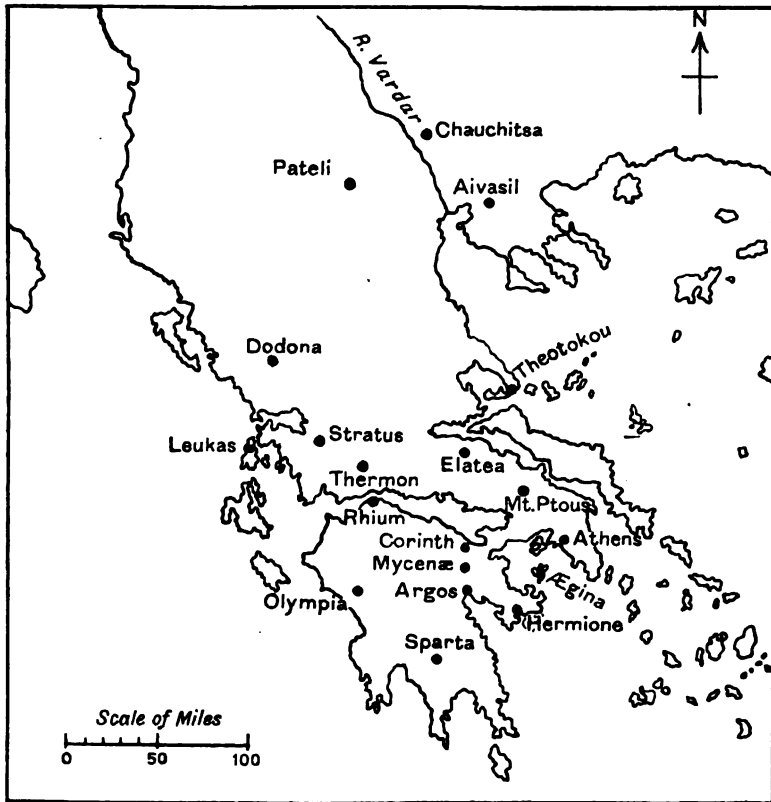 N
R. Vardar
Chauchitsa
Pateli
Aivasil
Dodona
Theotokou
Leukas
Stratus
Elatea
Thermon
Mt. Ptous
Rhium
Corinth
Athens
Mycenæ
Ægina
Olympia
Argos
Hermione
Sparta
Scale of Miles
0 50 100